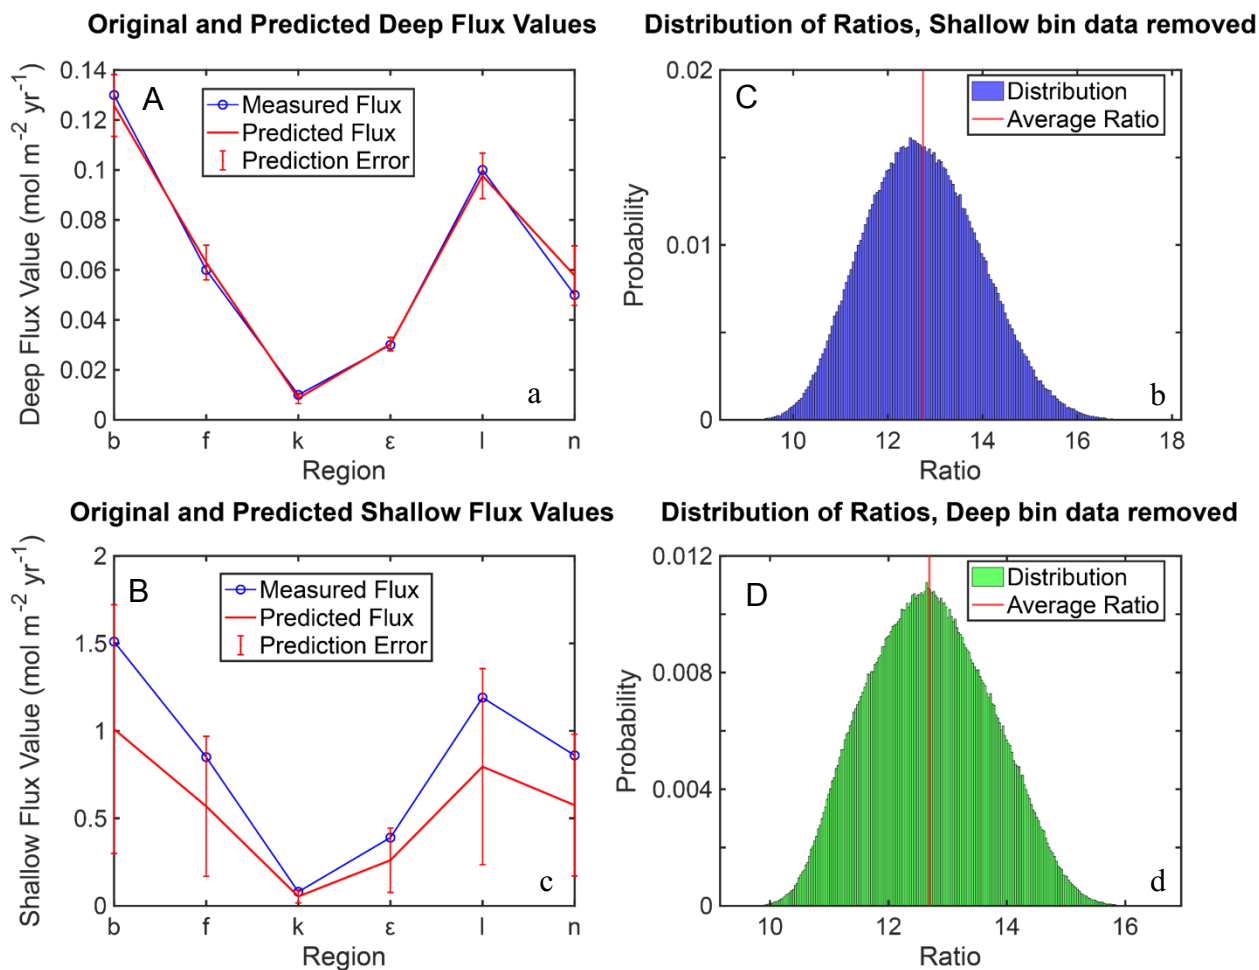 Original and Predicted Deep Flux Values
0.14
0.12
0.1
0.08
0.06
0.04
0.02
0
Deep Flux Value (mol m⁻² yr⁻¹)
A
Measured Flux
Predicted Flux
Prediction Error
a
b f k ε l n
Region
Distribution of Ratios, Shallow bin data removed
0.02
0.01
0
Probability
C
Distribution
Average Ratio
b
10 12 14 16 18
Ratio
Original and Predicted Shallow Flux Values
2
1.5
1
0.5
0
Shallow Flux Value (mol m⁻² yr⁻¹)
B
Measured Flux
Predicted Flux
Prediction Error
c
b f k ε l n
Region
Distribution of Ratios, Deep bin data removed
0.012
0.008
0.004
0
Probability
D
Distribution
Average Ratio
d
10 12 14 16
Ratio